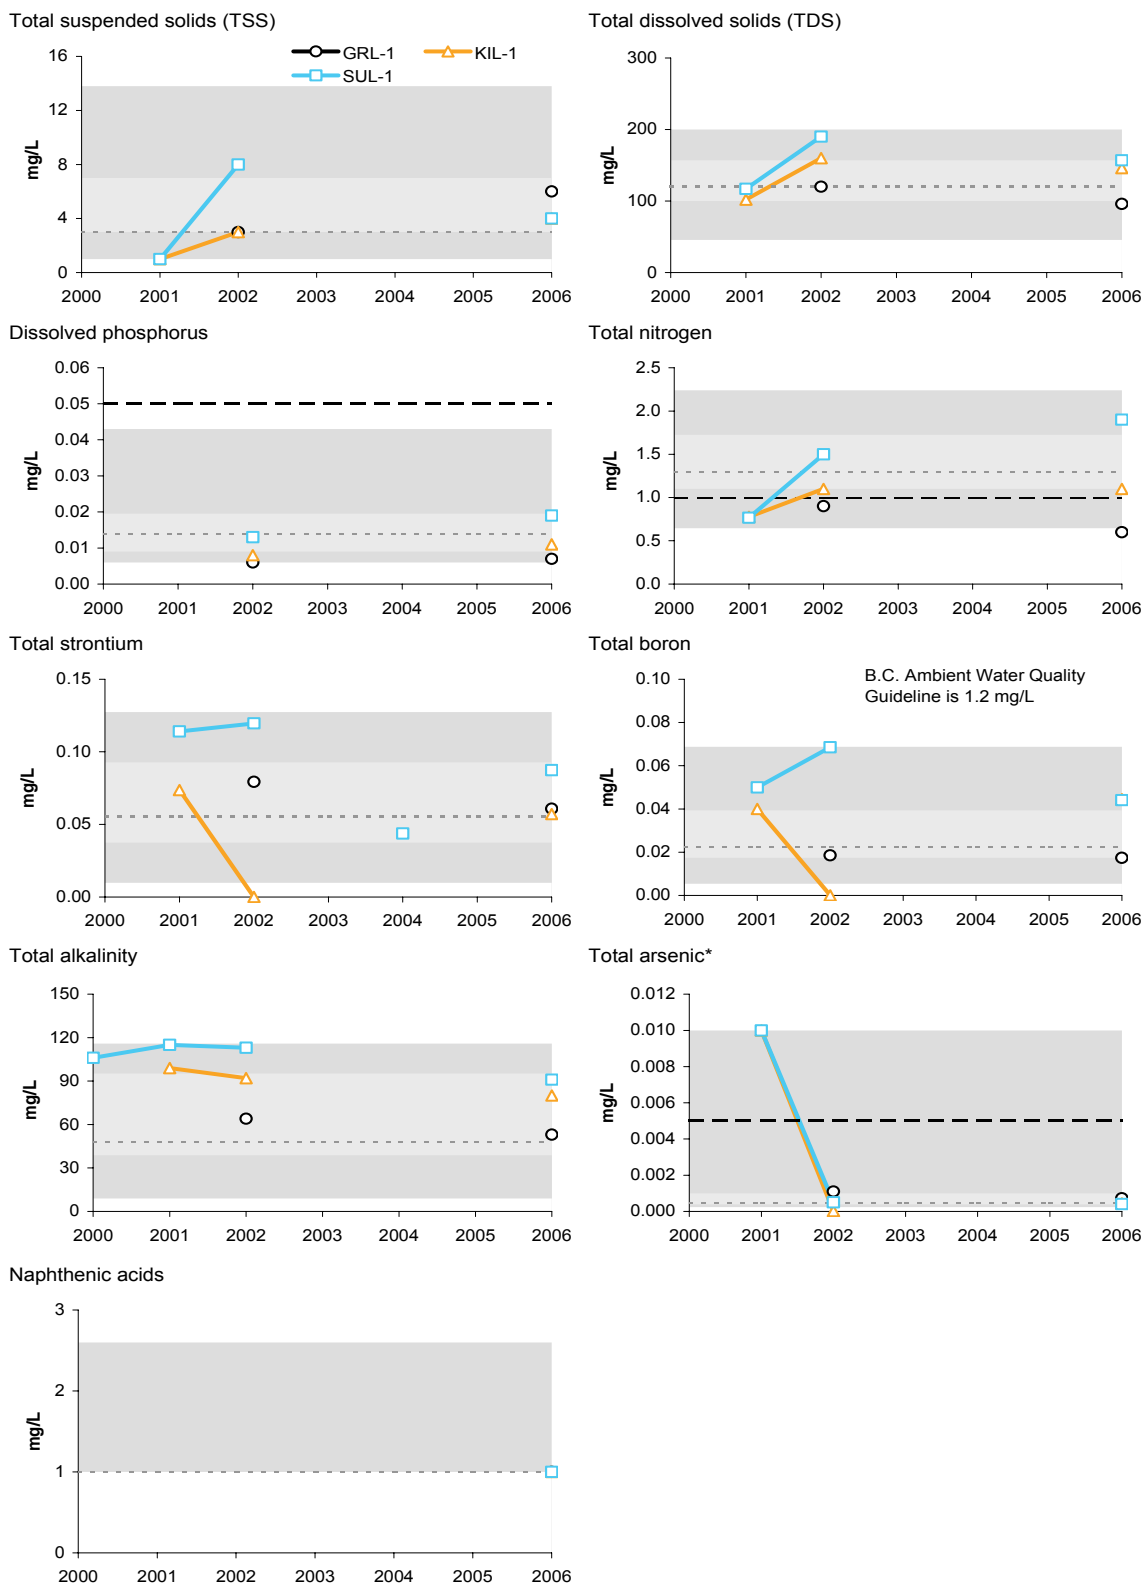 Total suspended solids (TSS)
16
12
8
4
0
mg/L
2000 2001 2002 2003 2004 2005 2006
GRL-1 KIL-1
SUL-1
Total dissolved solids (TDS)
300
200
100
0
mg/L
2000 2001 2002 2003 2004 2005 2006
Dissolved phosphorus
0.06
0.05
0.04
0.03
0.02
0.01
0.00
mg/L
2000 2001 2002 2003 2004 2005 2006
Total nitrogen
2.5
2.0
1.5
1.0
0.5
0.0
mg/L
2000 2001 2002 2003 2004 2005 2006
Total strontium
0.15
0.10
0.05
0.00
mg/L
2000 2001 2002 2003 2004 2005 2006
Total boron
0.10
0.08
0.06
0.04
0.02
0.00
mg/L
B.C. Ambient Water Quality
Guideline is 1.2 mg/L
2000 2001 2002 2003 2004 2005 2006
Total alkalinity
150
120
90
60
30
0
mg/L
2000 2001 2002 2003 2004 2005 2006
Total arsenic*
0.012
0.010
0.008
0.006
0.004
0.002
0.000
mg/L
2000 2001 2002 2003 2004 2005 2006
Naphthenic acids
3
2
1
0
mg/L
2000 2001 2002 2003 2004 2005 2006